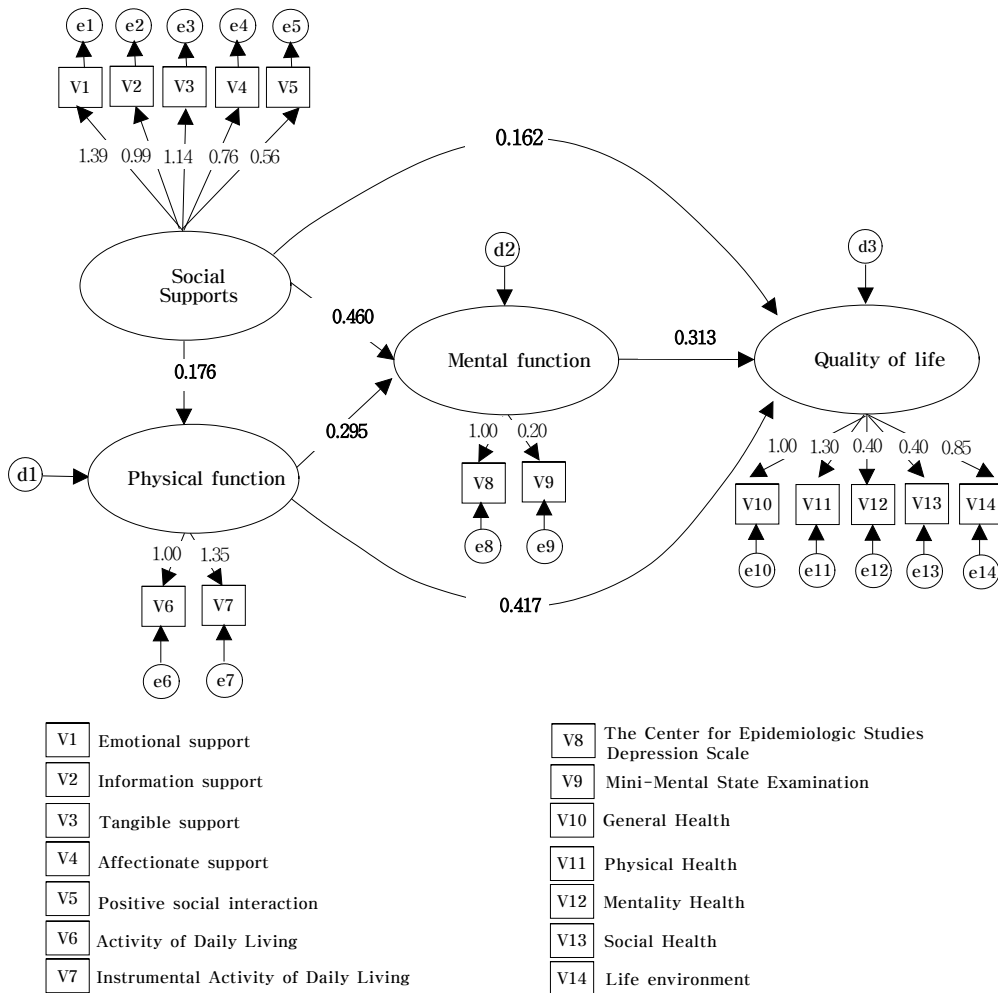 e1 e2 e3 e4 e5
V1 V2 V3 V4 V5
1.39 0.99 1.14 0.76 0.56
0.162
Social
Supports
d2
d3
0.460
Mental function
0.313
Quality of life
0.176
0.295
d1
Physical function
1.00 0.20
V8 V9
e8 e9
1.00 1.30 0.40 0.40 0.85
V10 V11 V12 V13 V14
e10 e11 e12 e13 e14
1.00 1.35
V6 V7
e6 e7
0.417
V1 Emotional support
V2 Information support
V3 Tangible support
V4 Affectionate support
V5 Positive social interaction
V6 Activity of Daily Living
V7 Instrumental Activity of Daily Living
V8 The Center for Epidemiologic Studies
Depression Scale
V9 Mini-Mental State Examination
V10 General Health
V11 Physical Health
V12 Mentality Health
V13 Social Health
V14 Life environment